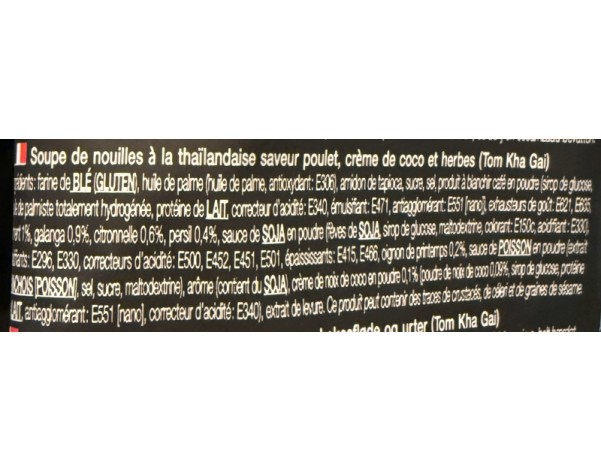 Soupe de nouilles à la thaïlandaise saveur poulet, crème de coco et herbes (Tom Kha Gai)
farine de BLÉ (GLUTEN), huile de palme (huile de palme, antioxydant: E306), amidon de tapioca, sucre, sel, produit à blanchir café en poudre (sirop de glucose,
de palmiste totalement hydrogénée, protéine de LAIT, correcteur d'acidité: E340, émulsifiant: E471, antiagglomérant: E551 [nano], exhausteurs de goût: E621, E635,
1%, galanga 0,9%, citronnelle 0,6%, persil 0,4%, sauce de SOJA en poudre (fèves de SOJA, sirop de glucose, maltodextrine, colorant: E150c, acidifiant: E330),
E296, E330, correcteurs d'acidité: E500, E452, E451, E501, épaississants: E415, E466, oignon de printemps 0,2%, sauce de POISSON en poudre (extrait
[POISSON], sel, sucre, maltodextrine), arôme (contient du SOJA), crème de noix de coco en poudre 0,1% (poudre de noix de coco 0,09%, sirop de glucose, protéine
antiagglomérant: E551 [nano], correcteur d'acidité: E340), extrait de levure. Ce produit peut contenir des traces de crustacés, de céleri et de graines de sésame.
og urter (Tom Kha Gai)